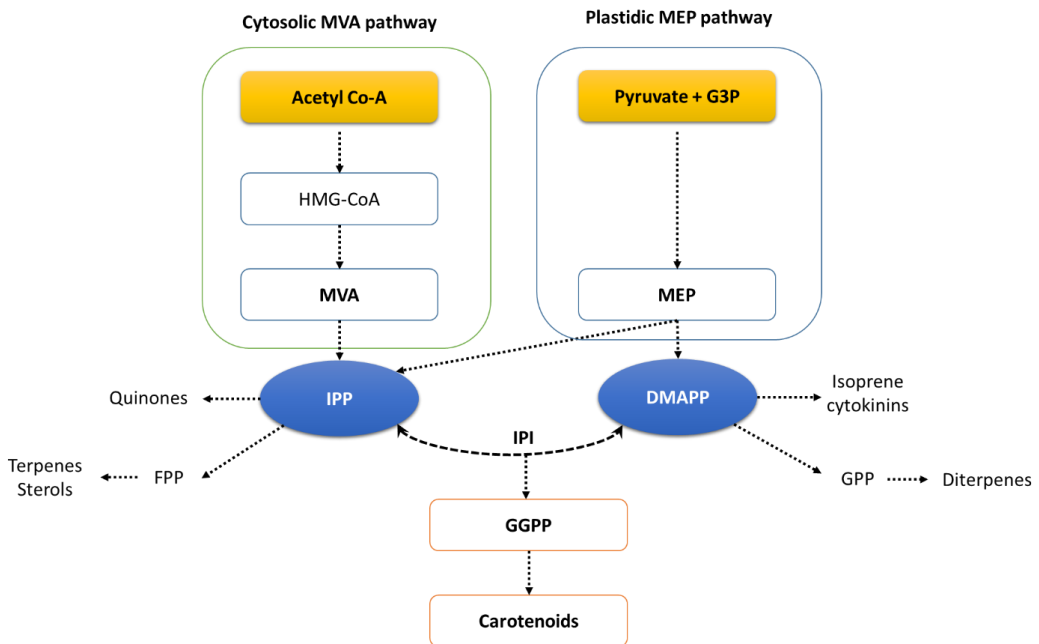 Cytosolic MVA pathway
Plastidic MEP pathway
Acetyl Co-A
Pyruvate + G3P
HMG-CoA
MVA
MEP
IPP
DMAPP
Quinones
Isoprene
cytokinins
IPI
Terpenes
Sterols
FPP
GPP
Diterpenes
GGPP
Carotenoids